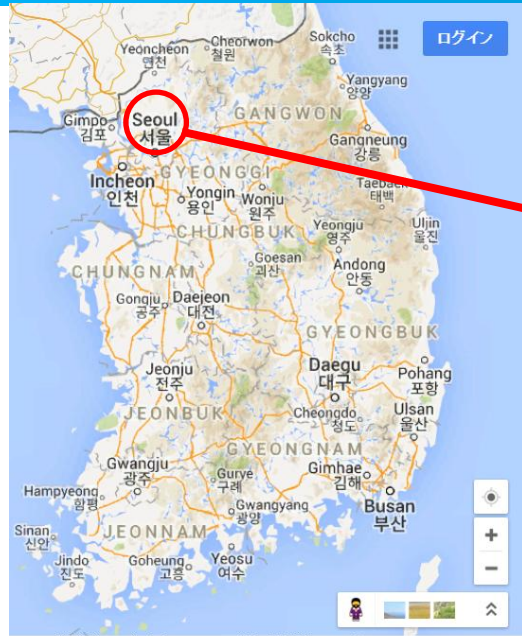 Sokcho
속초
ログイン
Yeoncheon
연천
Cheorwon
철원
Yangyang
양양
Gimpo
김포
Seoul
서울
GANGWON
Gangneung
강릉
Incheon
인천
GYEONGGI
Yongin
용인
Wonju
원주
Taebaek
태백
CHUNGBUK
Yeongju
영주
Uljin
울진
CHUNGNAM
Goesan
괴산
Andong
안동
Gongju
공주
Daejeon
대전
GYEONGBUK
Jeonju
전주
Daegu
대구
Pohang
포항
JEONBUK
Cheongdo
청도
Ulsan
울산
GYEONGNAM
Gwangju
광주
Gurye
구례
Gimhae
김해
Hampyeong
함평
Gwangyang
광양
Busan
부산
Sinan
신안
JEONNAM
Jindo
진도
Goheung
고흥
Yeosu
여수